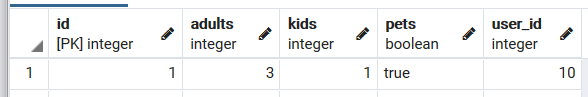 id adults kids pets user_id
[PK] integer integer integer boolean integer
1 1 3 1 true 10